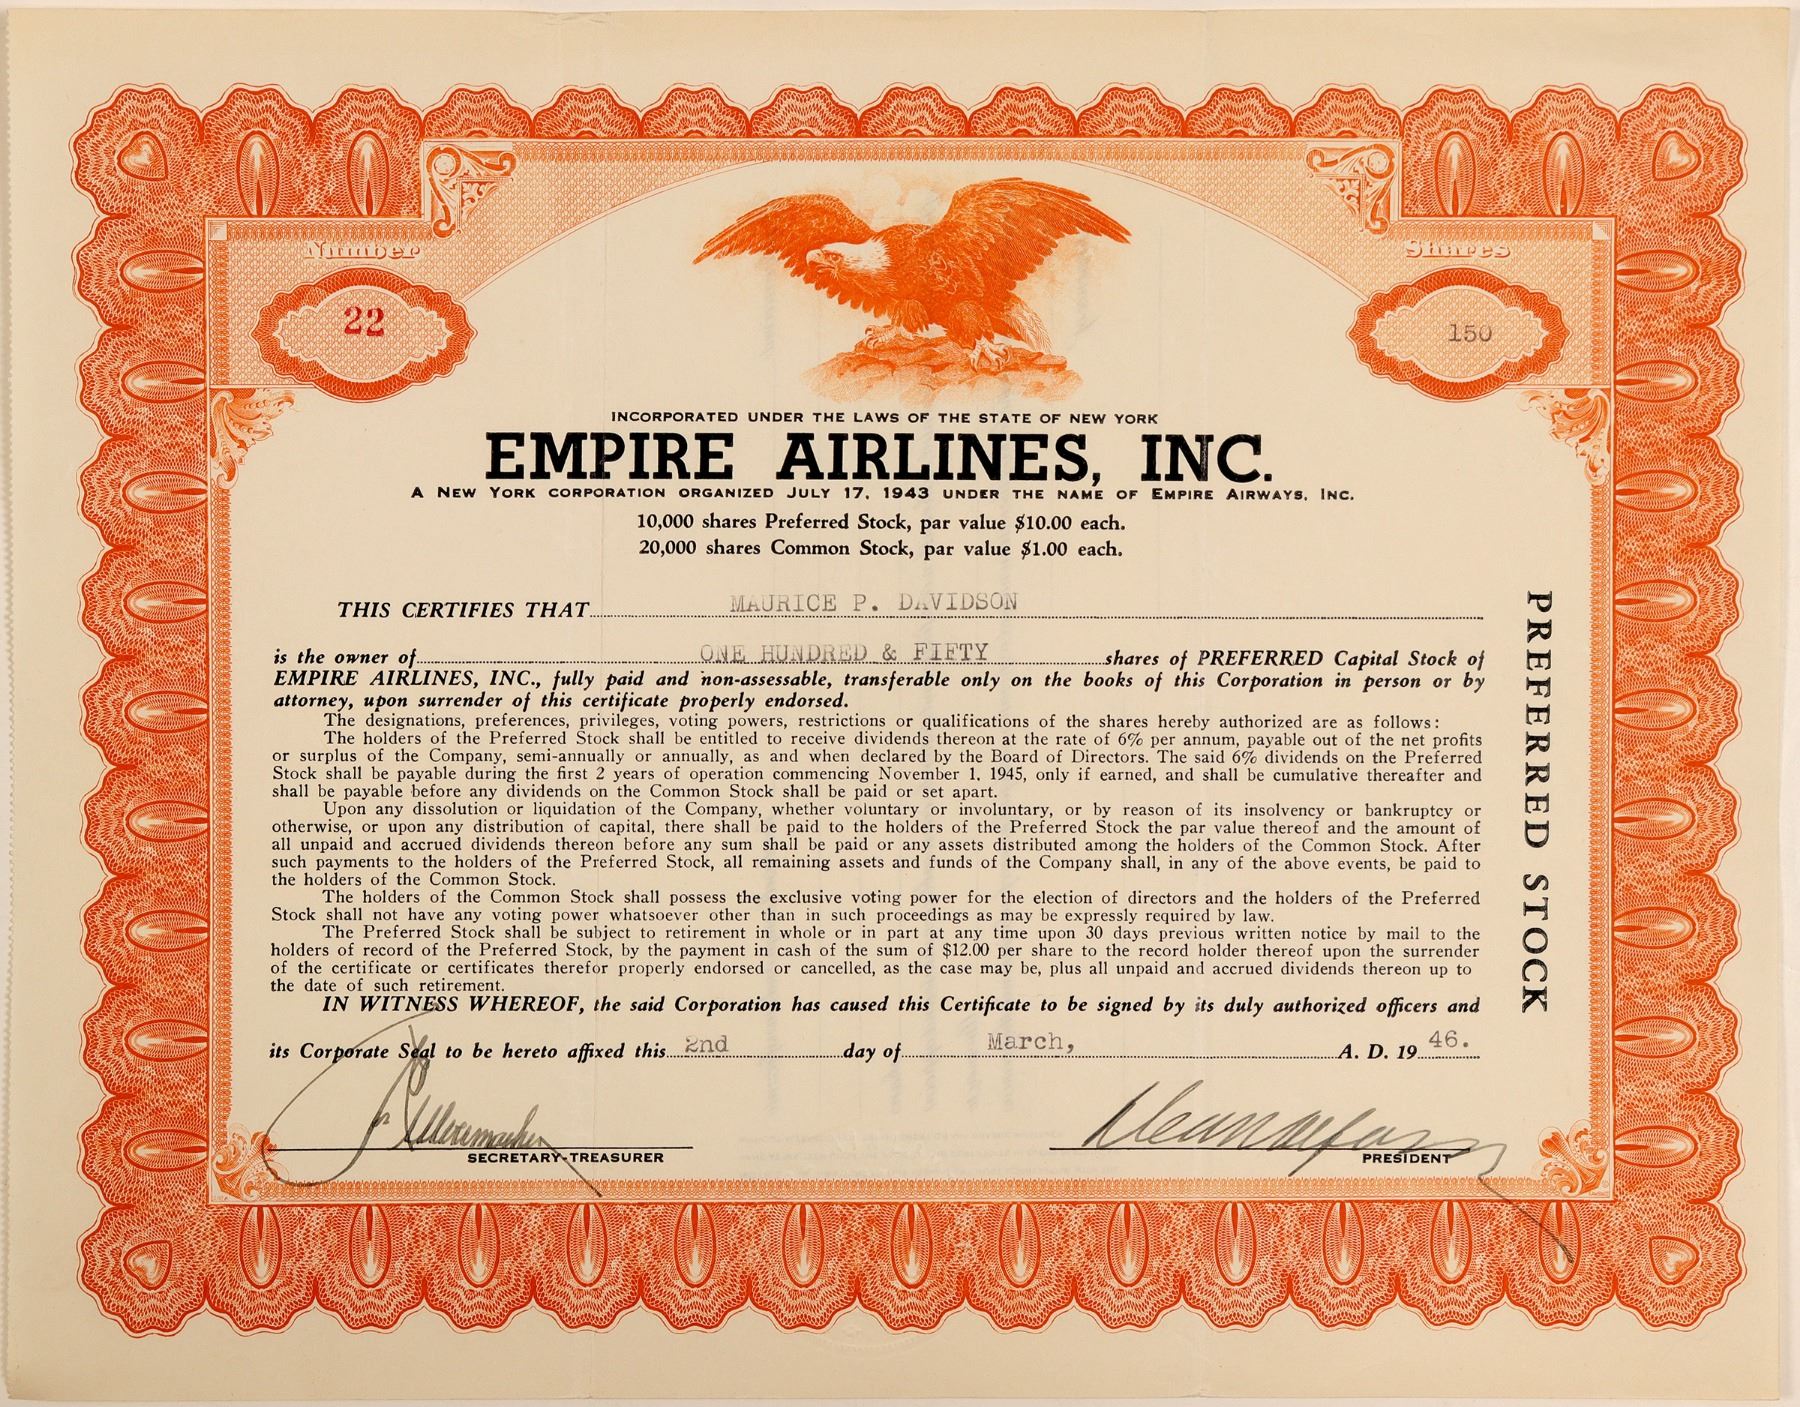 Number
Shares
22
150
INCORPORATED UNDER THE LAWS OF THE STATE OF NEW YORK
EMPIRE AIRLINES, INC.
A NEW YORK CORPORATION ORGANIZED JULY 17, 1943 UNDER THE NAME OF EMPIRE AIRWAYS, INC.
10,000 shares Preferred Stock, par value $10.00 each.
20,000 shares Common Stock, par value $1.00 each.
THIS CERTIFIES THAT MAURICE P. DAVIDSON
is the owner of ONE HUNDRED & FIFTY shares of PREFERRED Capital Stock of
EMPIRE AIRLINES, INC., fully paid and non-assessable, transferable only on the books of this Corporation in person or by
attorney, upon surrender of this certificate properly endorsed.
The designations, preferences, privileges, voting powers, restrictions or qualifications of the shares hereby authorized are as follows:
The holders of the Preferred Stock shall be entitled to receive dividends thereon at the rate of 6% per annum, payable out of the net profits
or surplus of the Company, semi-annually or annually, as and when declared by the Board of Directors. The said 6% dividends on the Preferred
Stock shall be payable during the first 2 years of operation commencing November 1, 1945, only if earned, and shall be cumulative thereafter and
shall be payable before any dividends on the Common Stock shall be paid or set apart.
Upon any dissolution or liquidation of the Company, whether voluntary or involuntary, or by reason of its insolvency or bankruptcy or
otherwise, or upon any distribution of capital, there shall be paid to the holders of the Preferred Stock the par value thereof and the amount of
all unpaid and accrued dividends thereon before any sum shall be paid or any assets distributed among the holders of the Common Stock. After
such payments to the holders of the Preferred Stock, all remaining assets and funds of the Company shall, in any of the above events, be paid to
the holders of the Common Stock.
The holders of the Common Stock shall possess the exclusive voting power for the election of directors and the holders of the Preferred
Stock shall not have any voting power whatsoever other than in such proceedings as may be expressly required by law.
The Preferred Stock shall be subject to retirement in whole or in part at any time upon 30 days previous written notice by mail to the
holders of record of the Preferred Stock, by the payment in cash of the sum of $12.00 per share to the record holder thereof upon the surrender
of the certificate or certificates therefor properly endorsed or cancelled, as the case may be, plus all unpaid and accrued dividends thereon up to
the date of such retirement.
IN WITNESS WHEREOF, the said Corporation has caused this Certificate to be signed by its duly authorized officers and
its Corporate Seal to be hereto affixed this 2nd day of March, A. D. 1946.
SECRETARY-TREASURER
PRESIDENT
PREFERRED STOCK